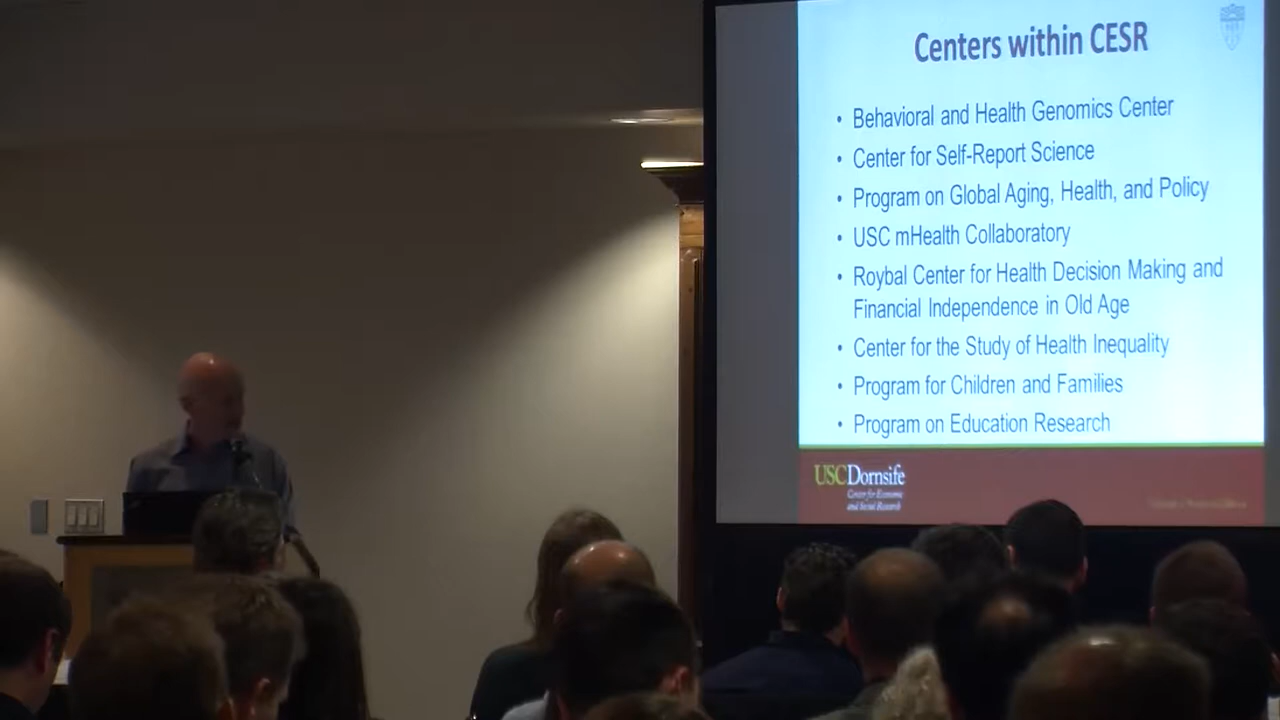 Centers within CESR
• Behavioral and Health Genomics Center
• Center for Self-Report Science
• Program on Global Aging, Health, and Policy
• USC mHealth Collaboratory
• Roybal Center for Health Decision Making and
Financial Independence in Old Age
• Center for the Study of Health Inequality
• Program for Children and Families
• Program on Education Research
USCDornsife
Center for Economic
and Social Research